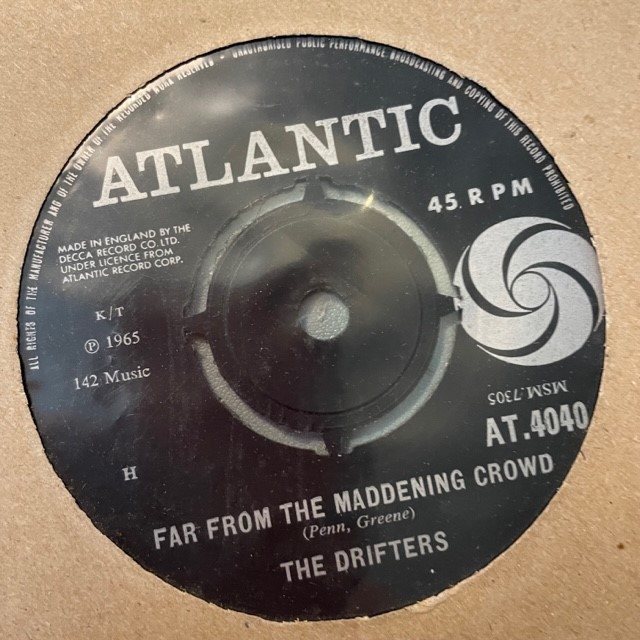 ALL RIGHTS OF THE MANUFACTURER AND OF THE OWNER OF THE RECORDED WORK RESERVED - UNAUTHORISED PUBLIC PERFORMANCE BROADCASTING AND COPYING OF THIS RECORD PROHIBITED
ATLANTIC
45. R P M
MADE IN ENGLAND BY THE
DECCA RECORD CO. LTD.
UNDER LICENCE FROM
ATLANTIC RECORD CORP.
K/T
℗ 1965
142 Music
MSM.7305
AT.4040
H
FAR FROM THE MADDENING CROWD
(Penn, Greene)
THE DRIFTERS